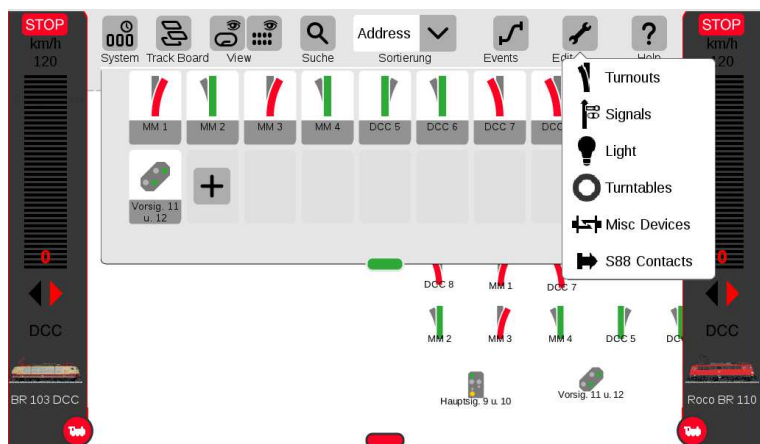 STOP
km/h
120
0
DCC
BR 103 DCC
System Track Board View Suche Sortierung Events
Address
Turnouts
Signals
Light
Turntables
Misc Devices
S88 Contacts
MM 1 MM 2 MM 3 MM 4 DCC 5 DCC 6 DCC 7
Vorsig. 11
u. 12
DCC 8 MM 1 DCC 7
MM 2 MM 3 MM 4 DCC 5
Hauptsig. 9 u. 10 Vorsig. 11 u. 12
STOP
km/h
0
DCC
Roco BR 110